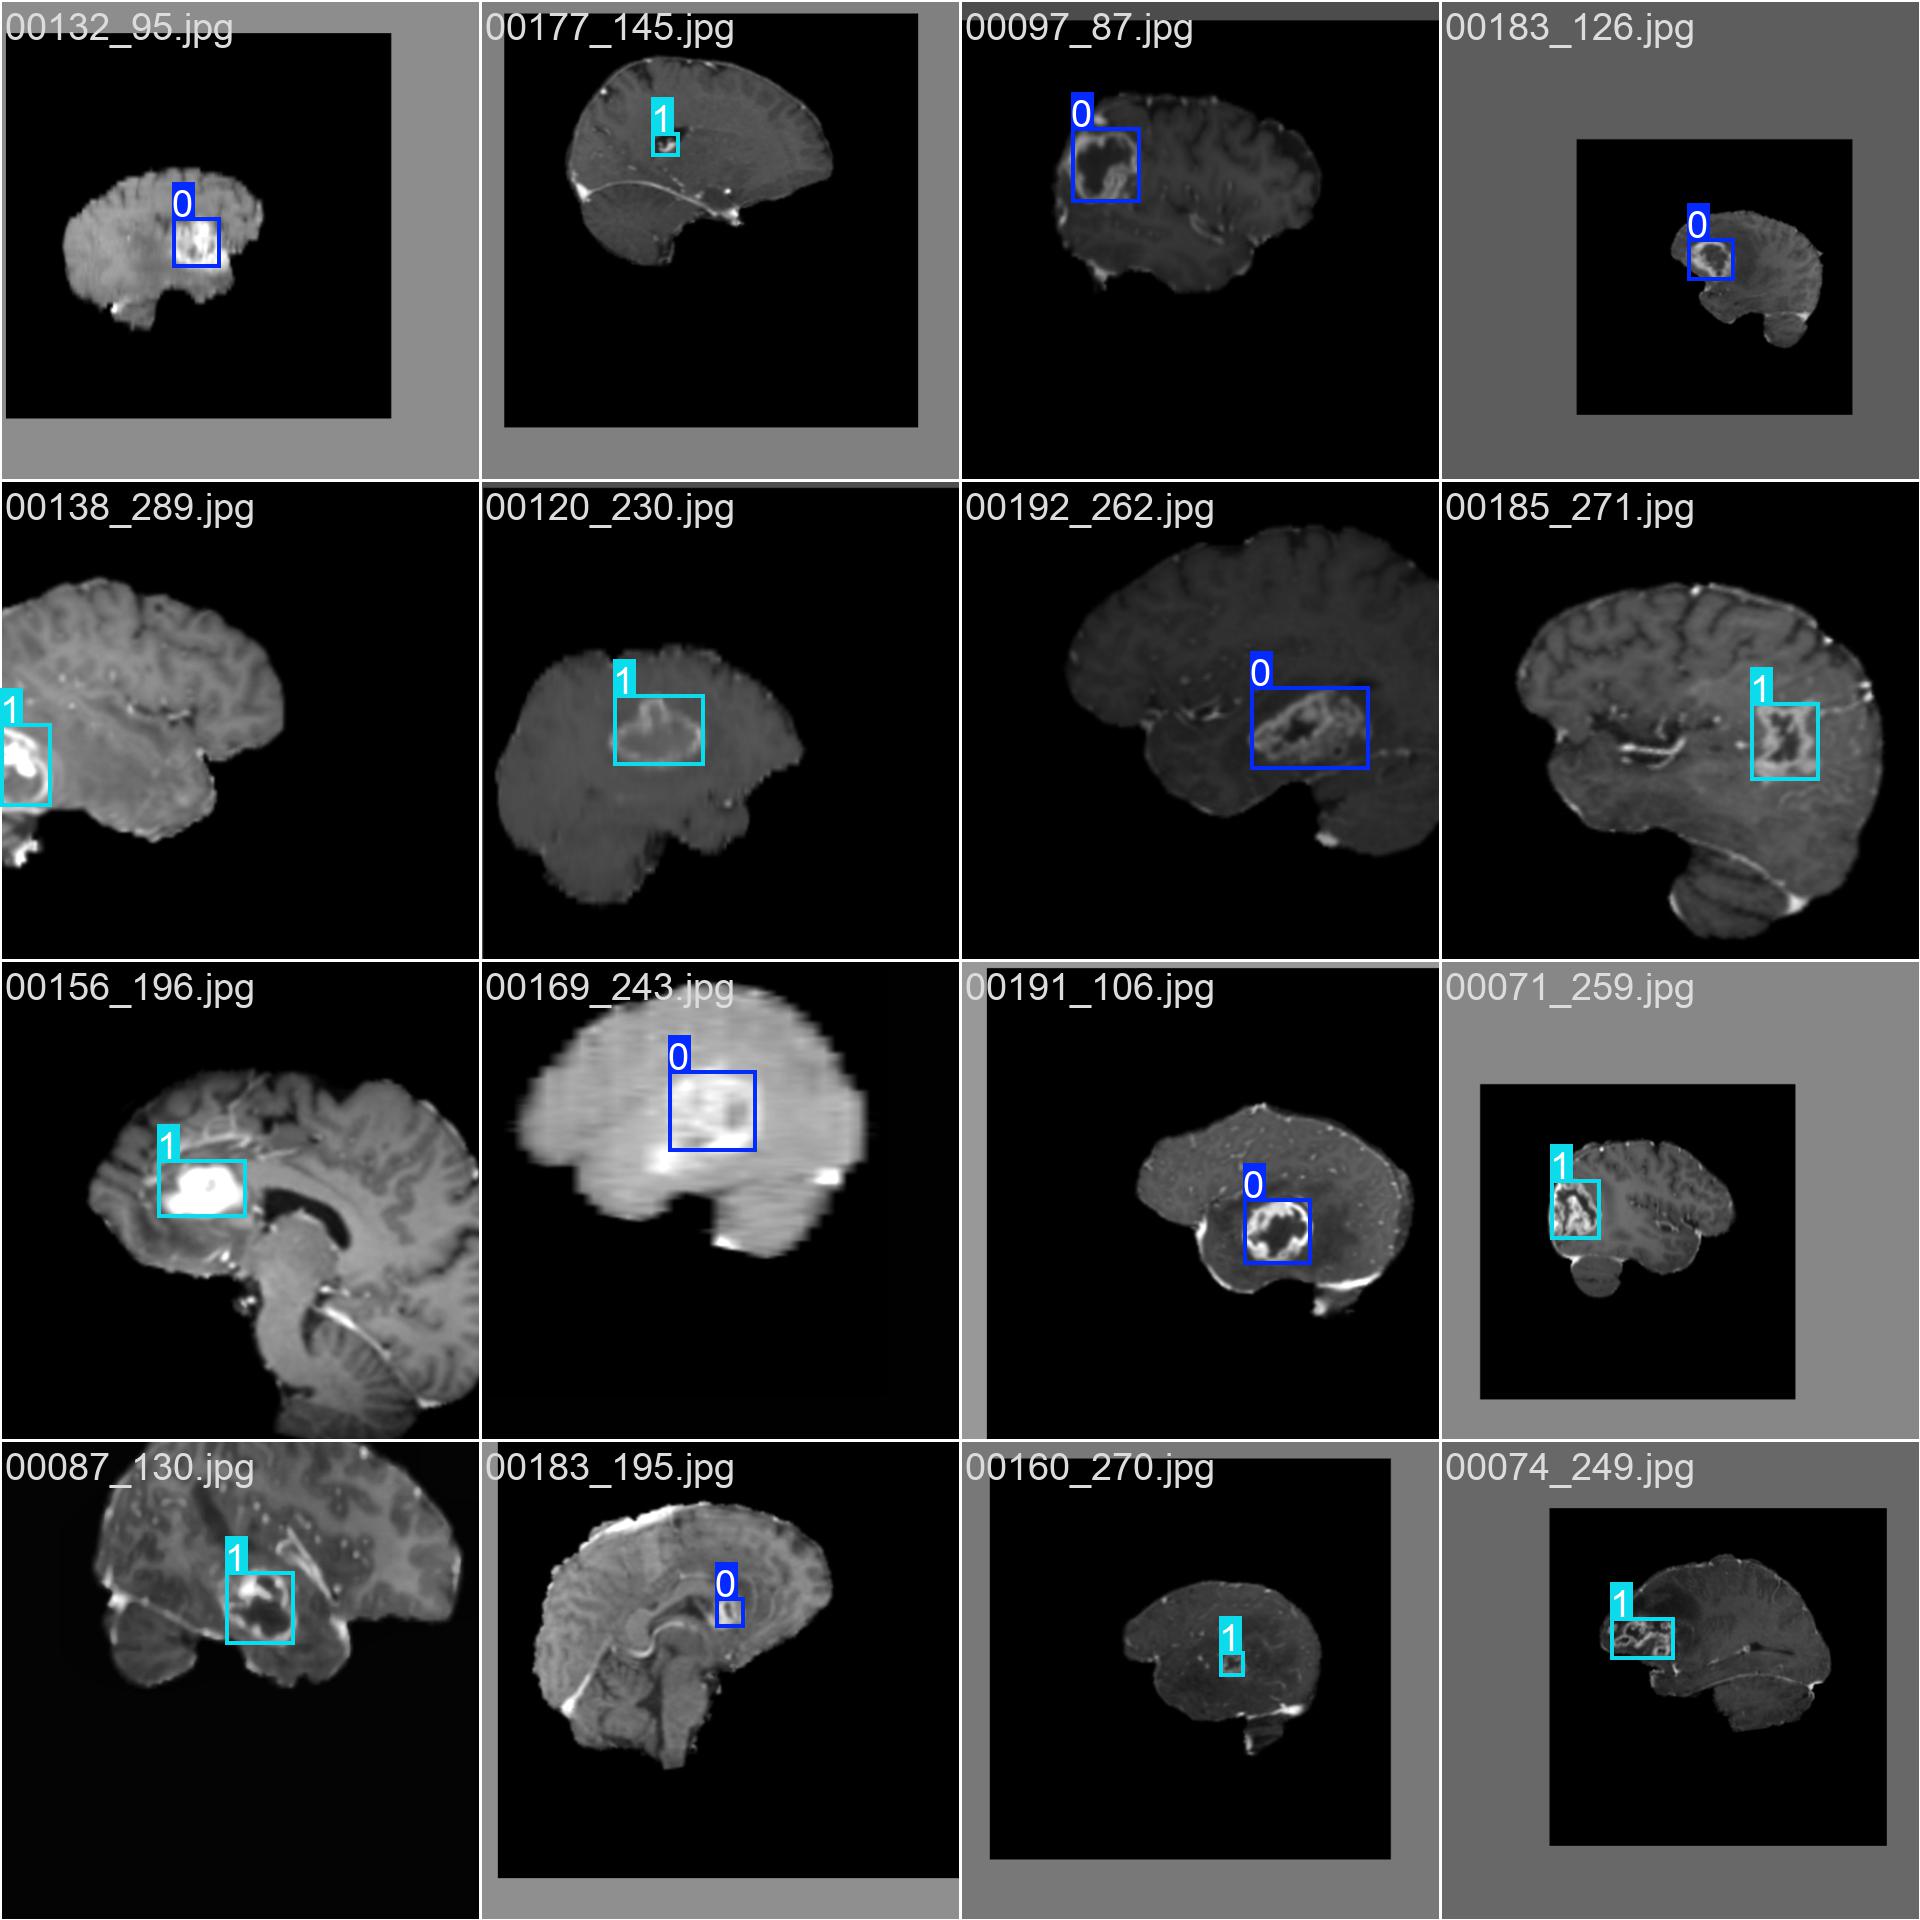 00132_95.jpg
0
00177_145.jpg
1
00097_87.jpg
0
00183_126.jpg
0
00138_289.jpg
1
00120_230.jpg
1
00192_262.jpg
0
00185_271.jpg
1
00156_196.jpg
1
00169_243.jpg
0
00191_106.jpg
0
00071_259.jpg
1
00087_130.jpg
1
00183_195.jpg
0
00160_270.jpg
1
00074_249.jpg
1